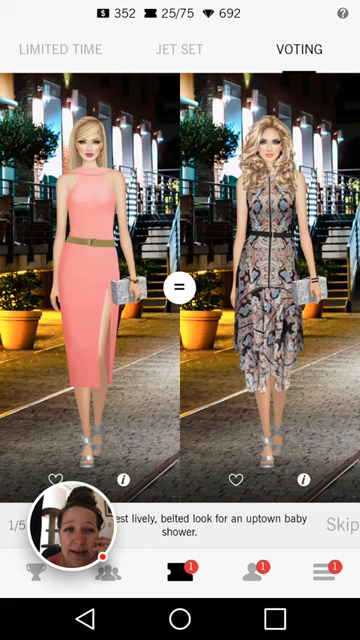 352 25/75 692 ?
LIMITED TIME JET SET VOTING
=
i i
1/5 est lively, belted look for an uptown baby Skip
shower.
1 1 1